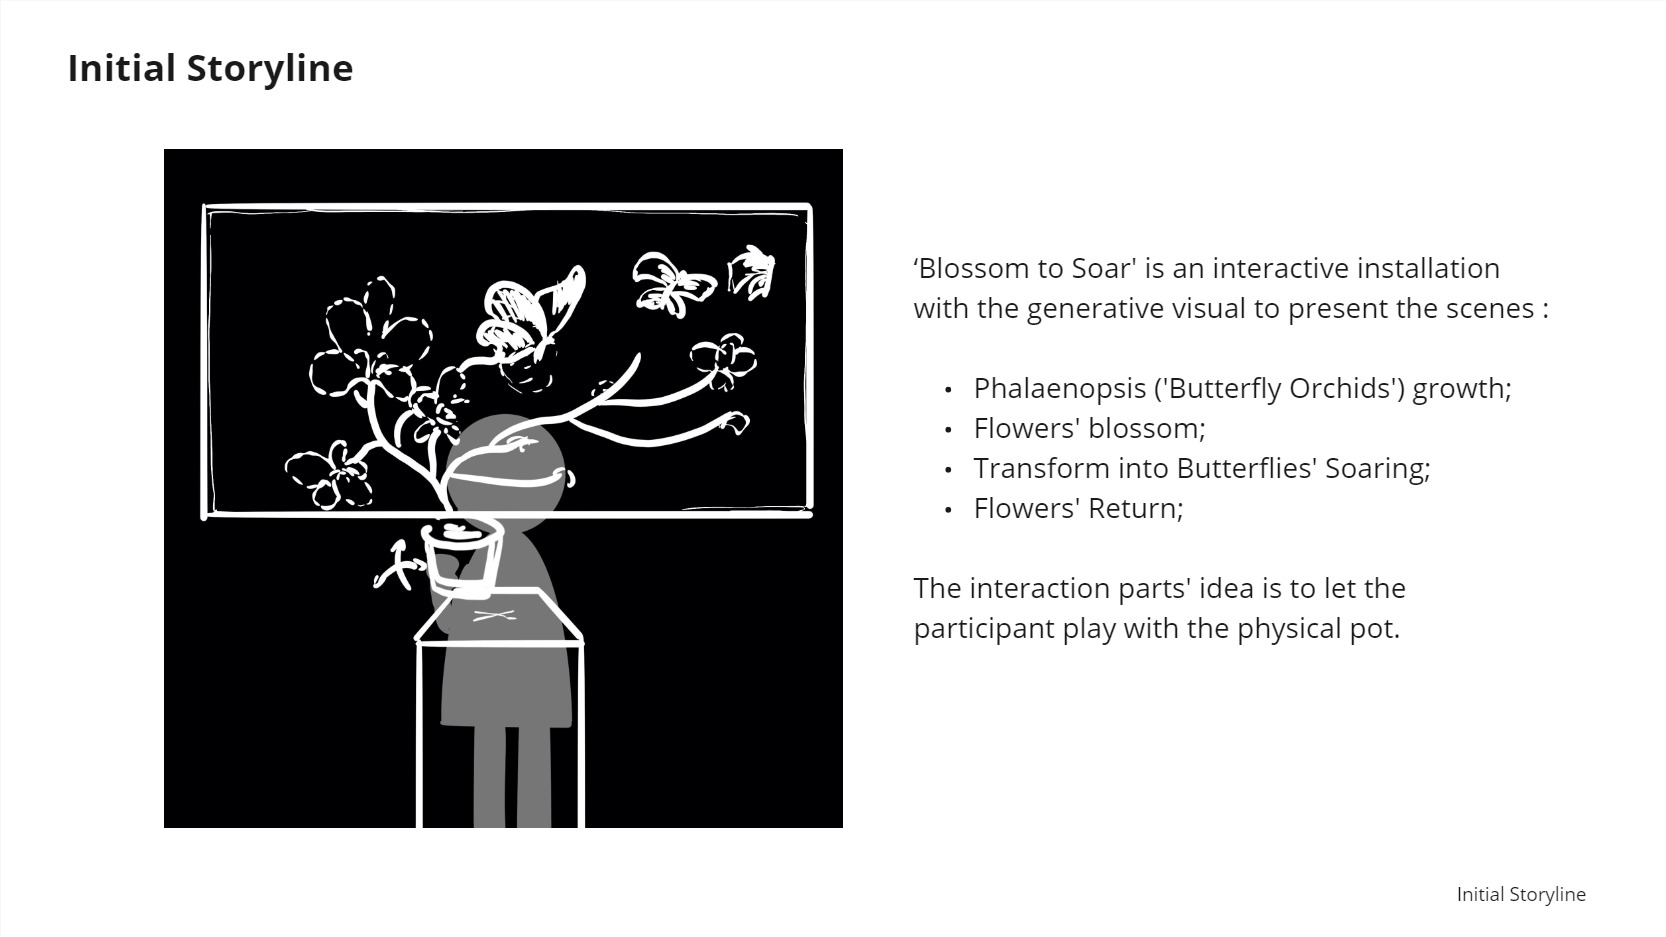 Initial Storyline
‘Blossom to Soar' is an interactive installation
with the generative visual to present the scenes :
• Phalaenopsis ('Butterfly Orchids') growth;
• Flowers' blossom;
• Transform into Butterflies' Soaring;
• Flowers' Return;
The interaction parts' idea is to let the
participant play with the physical pot.
Initial Storyline